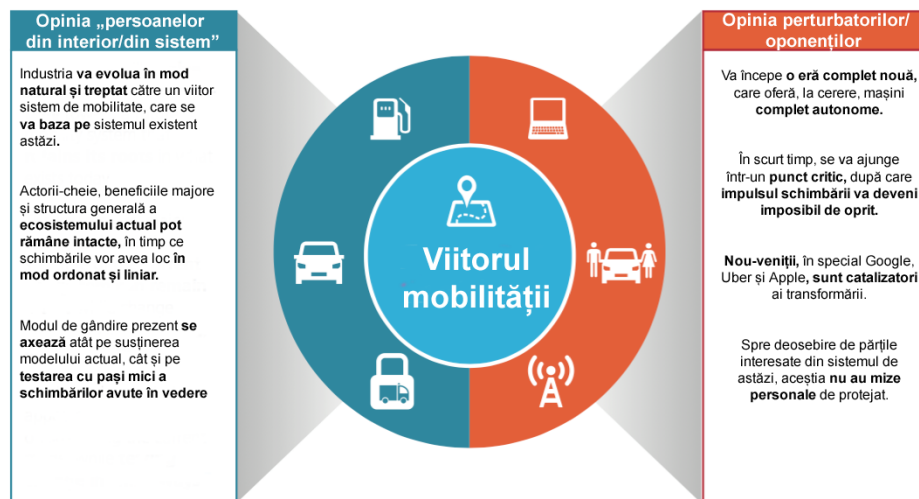 Opinia „persoanelor
din interior/din sistem”
Industria va evolua în mod
natural și treptat către un viitor
sistem de mobilitate, care se
va baza pe sistemul existent
astăzi.
Actorii-cheie, beneficiile majore
și structura generală a
ecosistemului actual pot
rămâne intacte, în timp ce
schimbările vor avea loc în
mod ordonat și liniar.
Modul de gândire prezent se
axează atât pe susținerea
modelului actual, cât și pe
testarea cu pași mici a
schimbărilor avute în vedere
Viitorul
mobilității
Opinia perturbatorilor/
oponenților
Va începe o eră complet nouă,
care oferă, la cerere, mașini
complet autonome.
În scurt timp, se va ajunge
într-un punct critic, după care
impulsul schimbării va deveni
imposibil de oprit.
Nou-veniții, în special Google,
Uber și Apple, sunt catalizatori
ai transformării.
Spre deosebire de părțile
interesate din sistemul de
astăzi, aceștia nu au mize
personale de protejat.